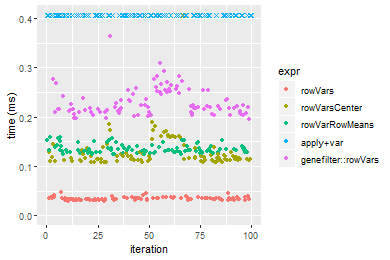 0.4
0.3
0.2
0.1
0.0
time (ms)
0
25
50
75
100
iteration
expr
rowVars
rowVarsCenter
rowVarRowMeans
apply+var
genefilter::rowVars